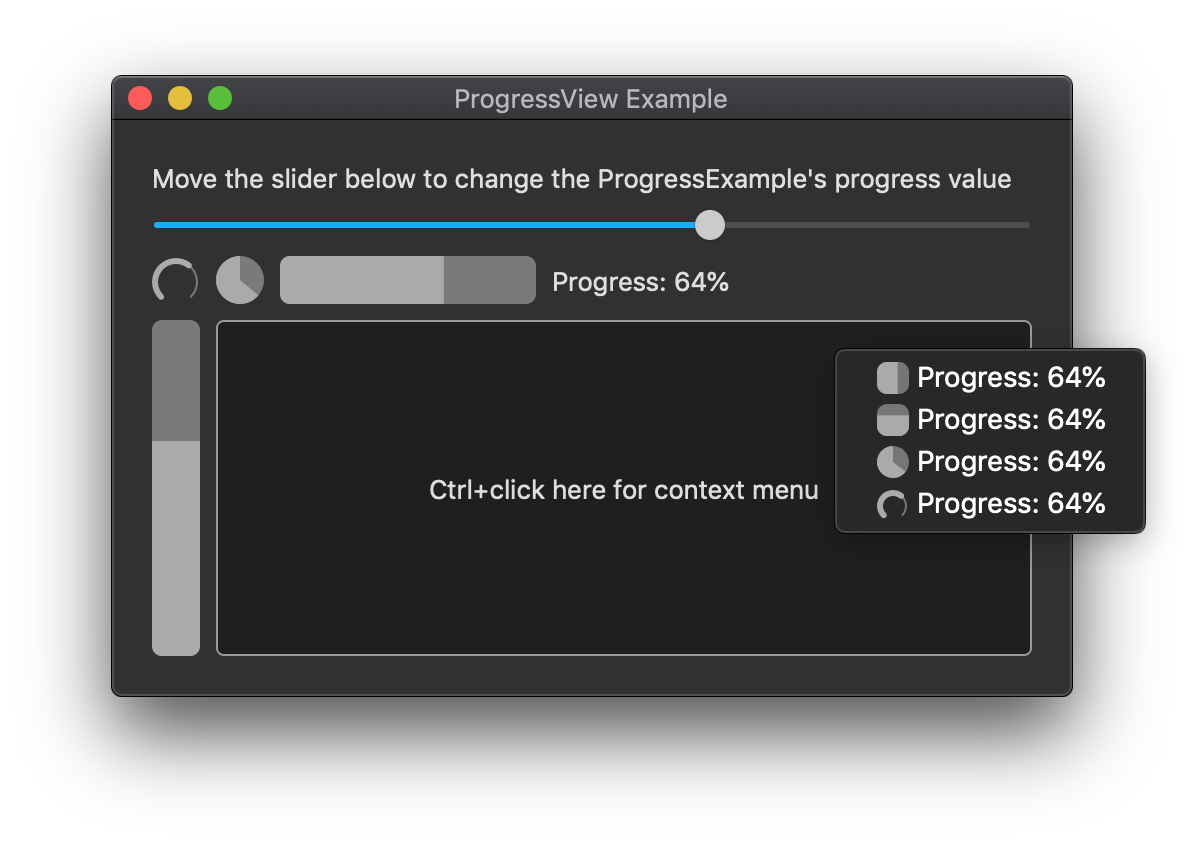 ProgressView Example
Move the slider below to change the ProgressExample's progress value
Progress: 64%
Ctrl+click here for context menu
Progress: 64%
Progress: 64%
Progress: 64%
Progress: 64%